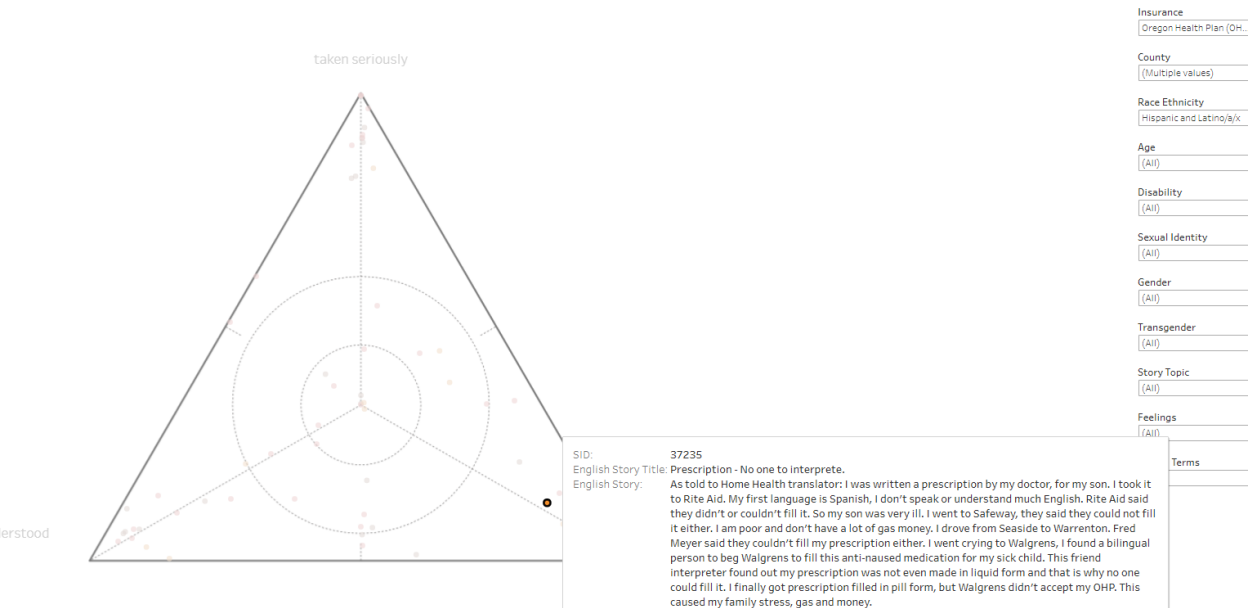 taken seriously
erstood
Insurance
Oregon Health Plan (OH..
County
(Multiple values)
Race Ethnicity
Hispanic and Latino/a/x
Age
(All)
Disability
(All)
Sexual Identity
(All)
Gender
(All)
Transgender
(All)
Story Topic
(All)
Feelings
(All)
Terms
SID: 37235
English Story Title: Prescription - No one to interprete.
English Story: As told to Home Health translator: I was written a prescription by my doctor, for my son. I took it
to Rite Aid. My first language is Spanish, I don't speak or understand much English. Rite Aid said
they didn't or couldn't fill it. So my son was very ill. I went to Safeway, they said they could not fill
it either. I am poor and don't have a lot of gas money. I drove from Seaside to Warrenton. Fred
Meyer said they couldn't fill my prescription either. I went crying to Walgrens, I found a bilingual
person to beg Walgrens to fill this anti-naused medication for my sick child. This friend
interpreter found out my prescription was not even made in liquid form and that is why no one
could fill it. I finally got prescription filled in pill form, but Walgrens didn't accept my OHP. This
caused my family stress, gas and money.